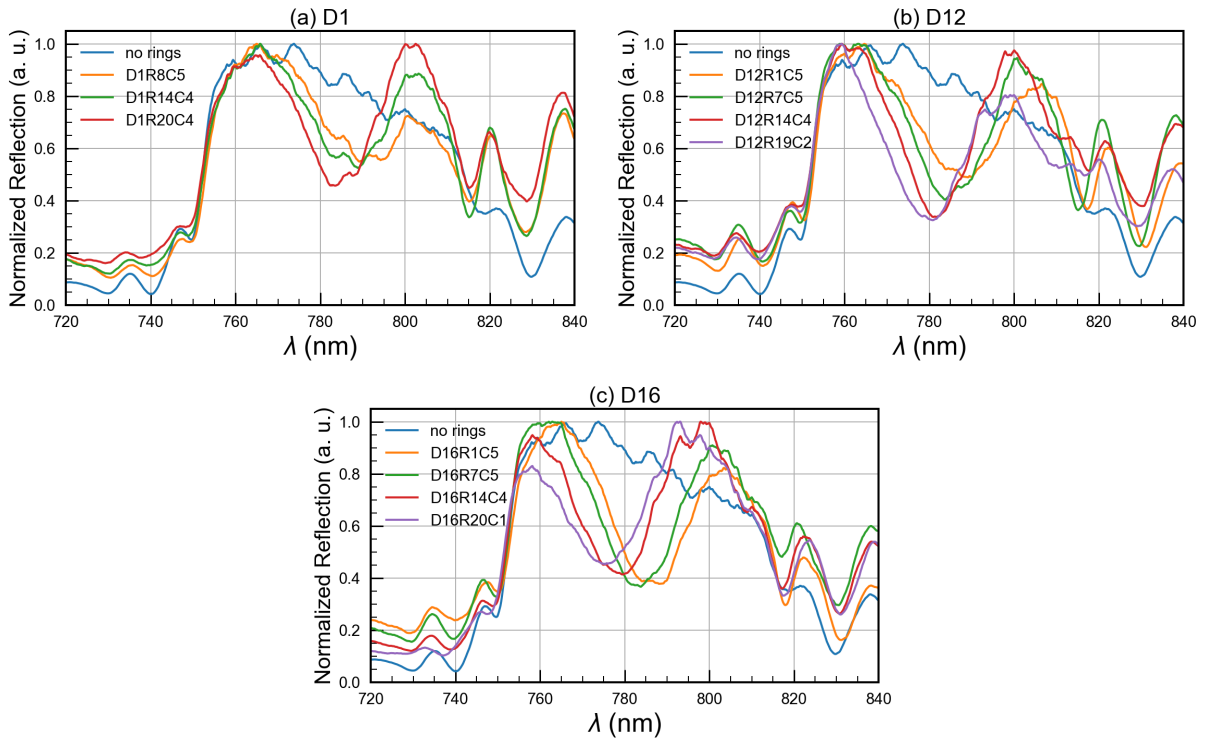 (a) D1
Normalized Reflection (a. u.)
1.0
0.8
0.6
0.4
0.2
0.0
no rings
D1R8C5
D1R14C4
D1R20C4
720 740 760 780 800 820 840
λ (nm)
(b) D12
Normalized Reflection (a. u.)
1.0
0.8
0.6
0.4
0.2
0.0
no rings
D12R1C5
D12R7C5
D12R14C4
D12R19C2
720 740 760 780 800 820 840
λ (nm)
(c) D16
Normalized Reflection (a. u.)
1.0
0.8
0.6
0.4
0.2
0.0
no rings
D16R1C5
D16R7C5
D16R14C4
D16R20C1
720 740 760 780 800 820 840
λ (nm)